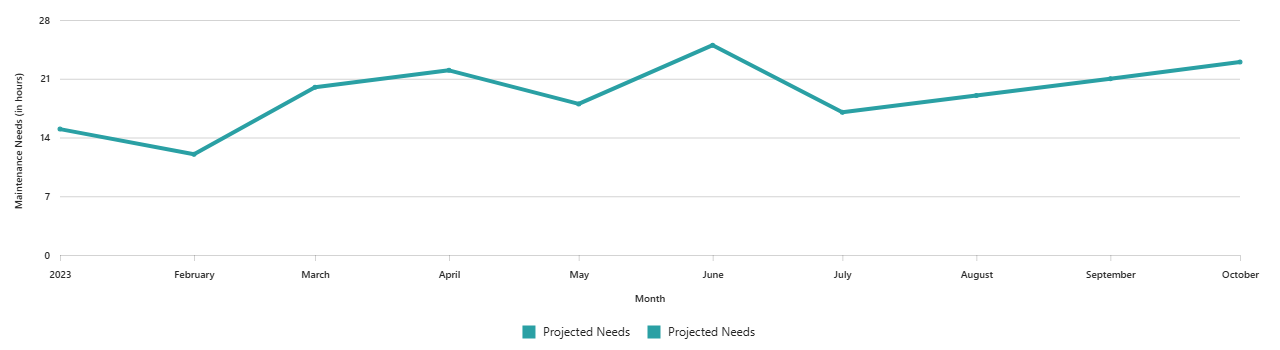 28
21
14
7
0
Maintenance Needs (in hours)
2023 February March April May June July August September October
Month
Projected Needs Projected Needs